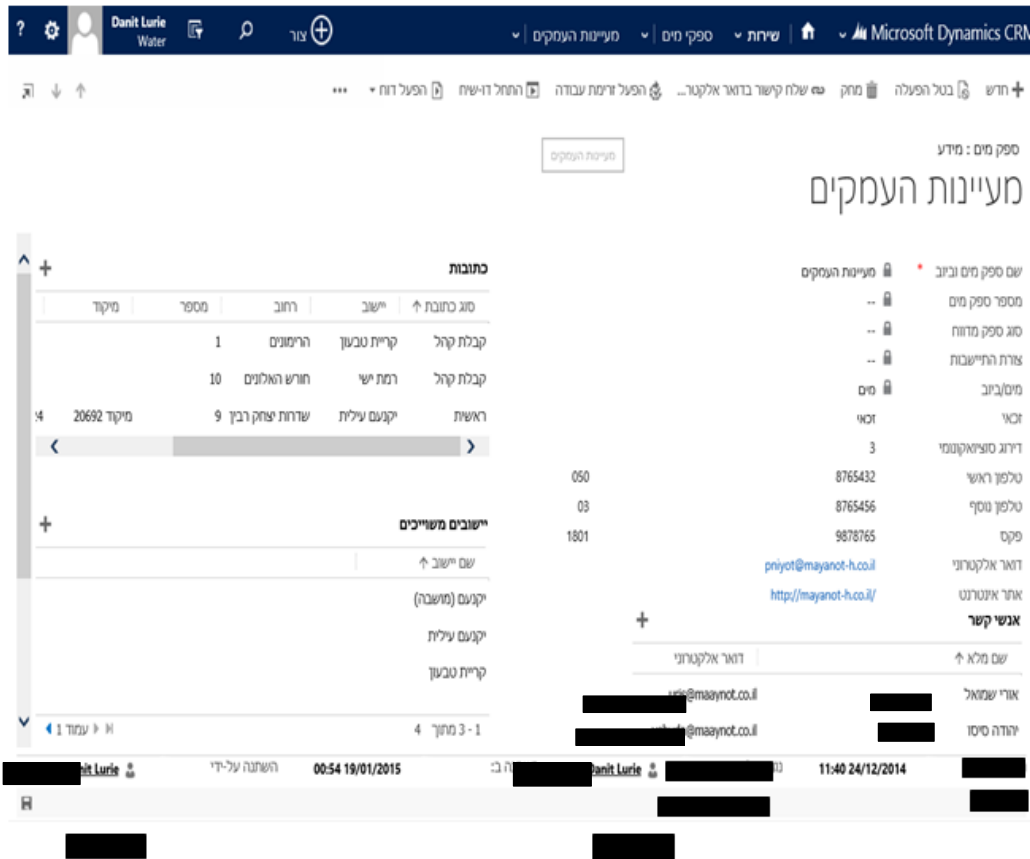 Microsoft Dynamics CRM שירות ספקי מים מעיינות העמקים צור Danit Lurie ?
Water
חדש בטל הפעלה מחק שלח קישור בדואר אלקטר... הפעל זרימת עבודה התחל דו-שיח הפעל דוח ...
ספק מים : מידע
מעיינות העמקים
מעיינות העמקים
שם ספק מים וביוב * מעיינות העמקים
מספר ספק מים --
סוג ספק מדווח --
צורת התיישבות --
מים/ביוב מים
זכאי זכאי
דירוג סוציואקונומי 3
טלפון ראשי 8765432 050
טלפון נוסף 8765456 03
פקס 9878765 1801
דואר אלקטרוני pniyot@mayanot-h.co.il
אתר אינטרנט http://mayanot-h.co.il/
אנשי קשר
שם מלא דואר אלקטרוני
אורי שמואל uris@maaynot.co.il
יהודה סיסו @maaynot.co.il
כתובות
סוג כתובת יישוב רחוב מספר מיקוד
קבלת קהל קריית טבעון הרימונים 1
קבלת קהל רמת ישי חורש האלונים 10
ראשית יקנעם עילית שדרות יצחק רבין 9 מיקוד 20692
יישובים משוייכים
שם יישוב
יקנעם (מושבה)
יקנעם עילית
קריית טבעון
1 - 3 מתוך 4 עמוד 1
11:40 24/12/2014 Danit Lurie 00:54 19/01/2015 השתנה על-ידי nit Lurie